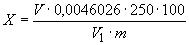 X = V · 0,0046026 · 250 · 100
V₁ · m